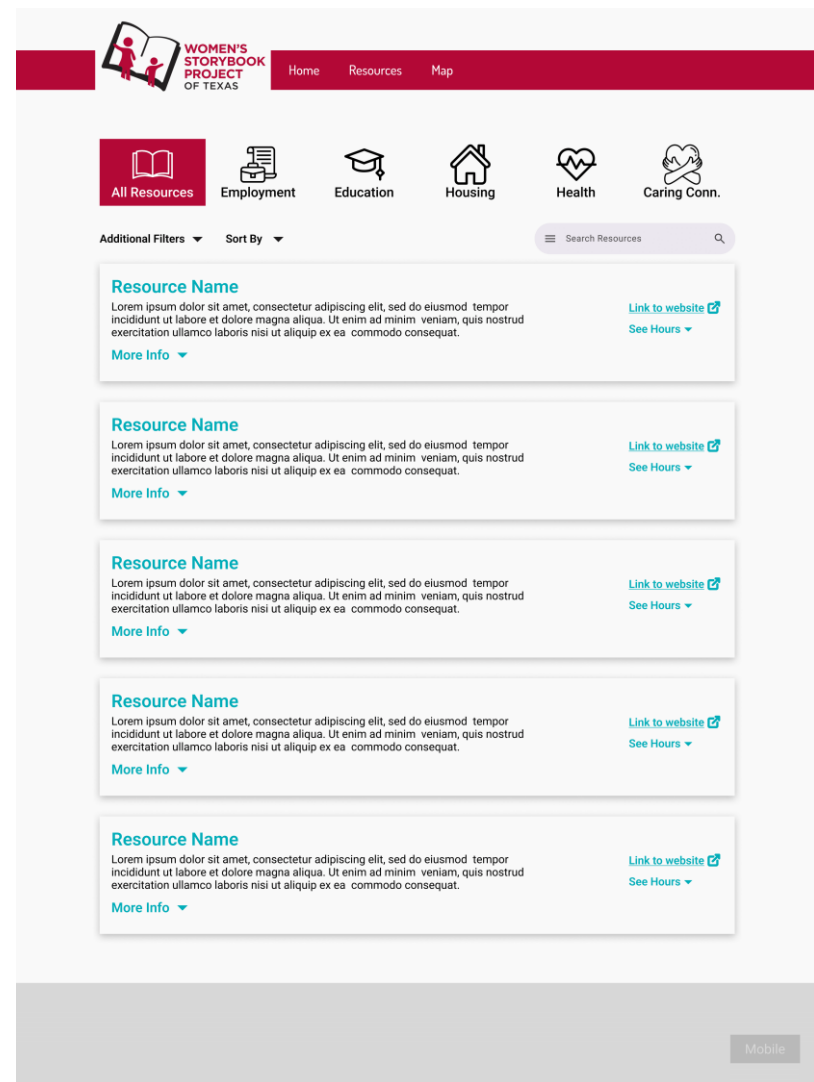 WOMEN'S
STORYBOOK
PROJECT
OF TEXAS
Home Resources Map
All Resources Employment Education Housing Health Caring Conn.
Additional Filters Sort By Search Resources
Resource Name
Lorem ipsum dolor sit amet, consectetur adipiscing elit, sed do eiusmod tempor
incididunt ut labore et dolore magna aliqua. Ut enim ad minim veniam, quis nostrud
exercitation ullamco laboris nisi ut aliquip ex ea commodo consequat.
More Info
Link to website
See Hours
Resource Name
Lorem ipsum dolor sit amet, consectetur adipiscing elit, sed do eiusmod tempor
incididunt ut labore et dolore magna aliqua. Ut enim ad minim veniam, quis nostrud
exercitation ullamco laboris nisi ut aliquip ex ea commodo consequat.
More Info
Link to website
See Hours
Resource Name
Lorem ipsum dolor sit amet, consectetur adipiscing elit, sed do eiusmod tempor
incididunt ut labore et dolore magna aliqua. Ut enim ad minim veniam, quis nostrud
exercitation ullamco laboris nisi ut aliquip ex ea commodo consequat.
More Info
Link to website
See Hours
Resource Name
Lorem ipsum dolor sit amet, consectetur adipiscing elit, sed do eiusmod tempor
incididunt ut labore et dolore magna aliqua. Ut enim ad minim veniam, quis nostrud
exercitation ullamco laboris nisi ut aliquip ex ea commodo consequat.
More Info
Link to website
See Hours
Resource Name
Lorem ipsum dolor sit amet, consectetur adipiscing elit, sed do eiusmod tempor
incididunt ut labore et dolore magna aliqua. Ut enim ad minim veniam, quis nostrud
exercitation ullamco laboris nisi ut aliquip ex ea commodo consequat.
More Info
Link to website
See Hours
Mobile